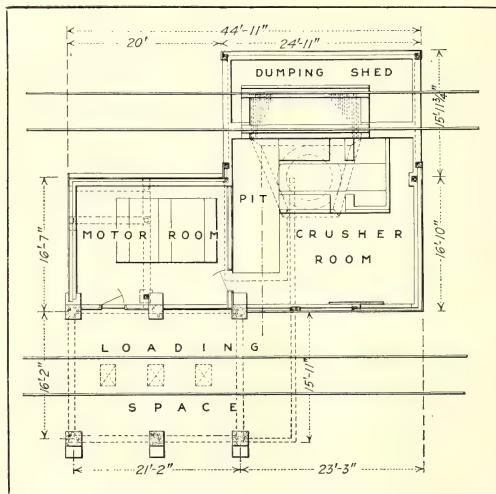 44'-11"
20'
24'-11"
DUMPING SHED
15'-11¾"
PIT
MOTOR ROOM
CRUSHER
ROOM
16'-7"
16'-10"
LOADING
SPACE
16'-2"
15'-11"
21'-2"
23'-3"